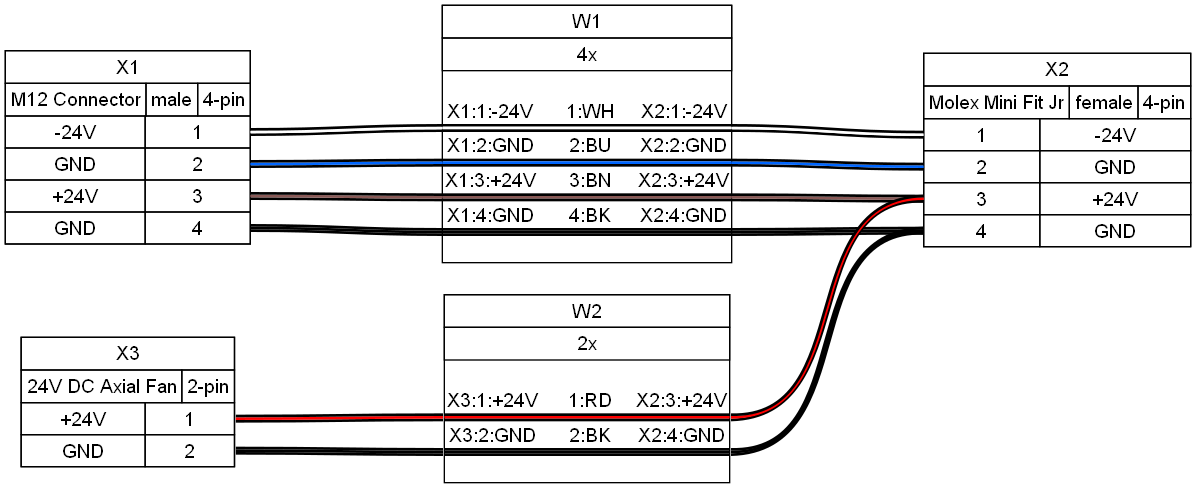 X1
M12 Connector male 4-pin
-24V 1
GND 2
+24V 3
GND 4
W1
4x
X1:1:-24V 1:WH X2:1:-24V
X1:2:GND 2:BU X2:2:GND
X1:3:+24V 3:BN X2:3:+24V
X1:4:GND 4:BK X2:4:GND
X2
Molex Mini Fit Jr female 4-pin
1 -24V
2 GND
3 +24V
4 GND
X3
24V DC Axial Fan 2-pin
+24V 1
GND 2
W2
2x
X3:1:+24V 1:RD X2:3:+24V
X3:2:GND 2:BK X2:4:GND